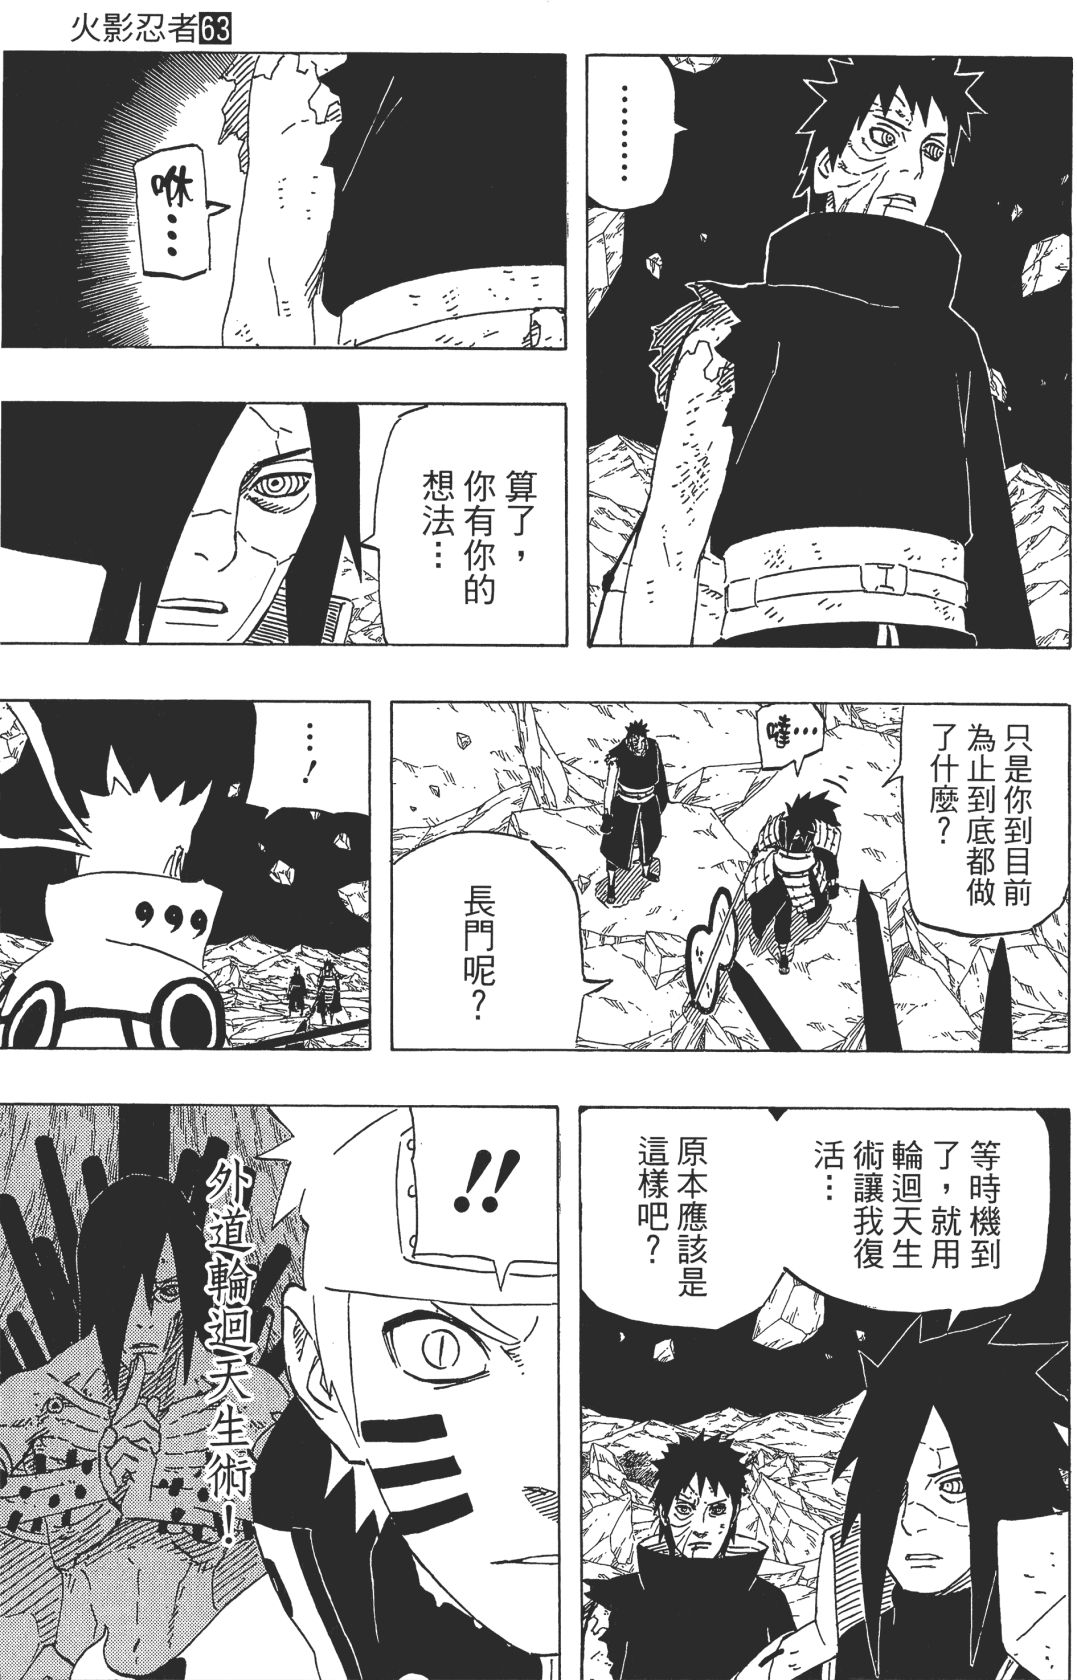 火影忍者63
………
咻…
算了，
你有你的
想法…
只是你到目前
為止到底都做
了什麼？
噠…
長門呢？
…！
等時機到
了，就用
輪迴天生
術讓我復
活…
原本應該是
這樣吧？
！！
外道輪迴天生術！